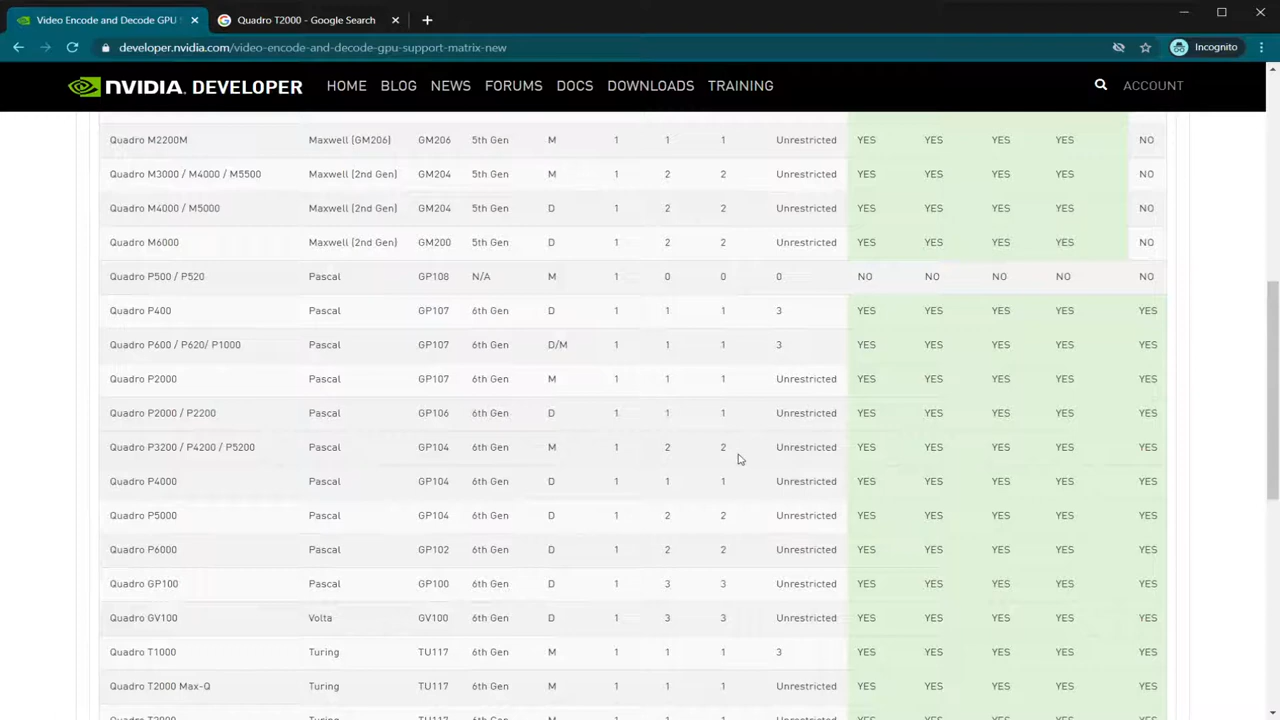 Video Encode and Decode GPU
Quadro T2000 - Google Search
developer.nvidia.com/video-encode-and-decode-gpu-support-matrix-new
Incognito
NVIDIA. DEVELOPER HOME BLOG NEWS FORUMS DOCS DOWNLOADS TRAINING ACCOUNT
Quadro M2200M Maxwell (GM206) GM206 5th Gen M 1 1 1 Unrestricted YES YES YES YES NO
Quadro M3000 / M4000 / M5500 Maxwell (2nd Gen) GM204 5th Gen M 1 2 2 Unrestricted YES YES YES YES NO
Quadro M4000 / M5000 Maxwell (2nd Gen) GM204 5th Gen D 1 2 2 Unrestricted YES YES YES YES NO
Quadro M6000 Maxwell (2nd Gen) GM200 5th Gen D 1 2 2 Unrestricted YES YES YES YES NO
Quadro P500 / P520 Pascal GP108 N/A M 1 0 0 0 NO NO NO NO NO
Quadro P400 Pascal GP107 6th Gen D 1 1 1 3 YES YES YES YES YES
Quadro P600 / P620/ P1000 Pascal GP107 6th Gen D/M 1 1 1 3 YES YES YES YES YES
Quadro P2000 Pascal GP107 6th Gen M 1 1 1 Unrestricted YES YES YES YES YES
Quadro P2000 / P2200 Pascal GP106 6th Gen D 1 1 1 Unrestricted YES YES YES YES YES
Quadro P3200 / P4200 / P5200 Pascal GP104 6th Gen M 1 2 2 Unrestricted YES YES YES YES YES
Quadro P4000 Pascal GP104 6th Gen D 1 1 1 Unrestricted YES YES YES YES YES
Quadro P5000 Pascal GP104 6th Gen D 1 2 2 Unrestricted YES YES YES YES YES
Quadro P6000 Pascal GP102 6th Gen D 1 2 2 Unrestricted YES YES YES YES YES
Quadro GP100 Pascal GP100 6th Gen D 1 3 3 Unrestricted YES YES YES YES YES
Quadro GV100 Volta GV100 6th Gen D 1 3 3 Unrestricted YES YES YES YES YES
Quadro T1000 Turing TU117 6th Gen M 1 1 1 3 YES YES YES YES YES
Quadro T2000 Max-Q Turing TU117 6th Gen M 1 1 1 Unrestricted YES YES YES YES YES